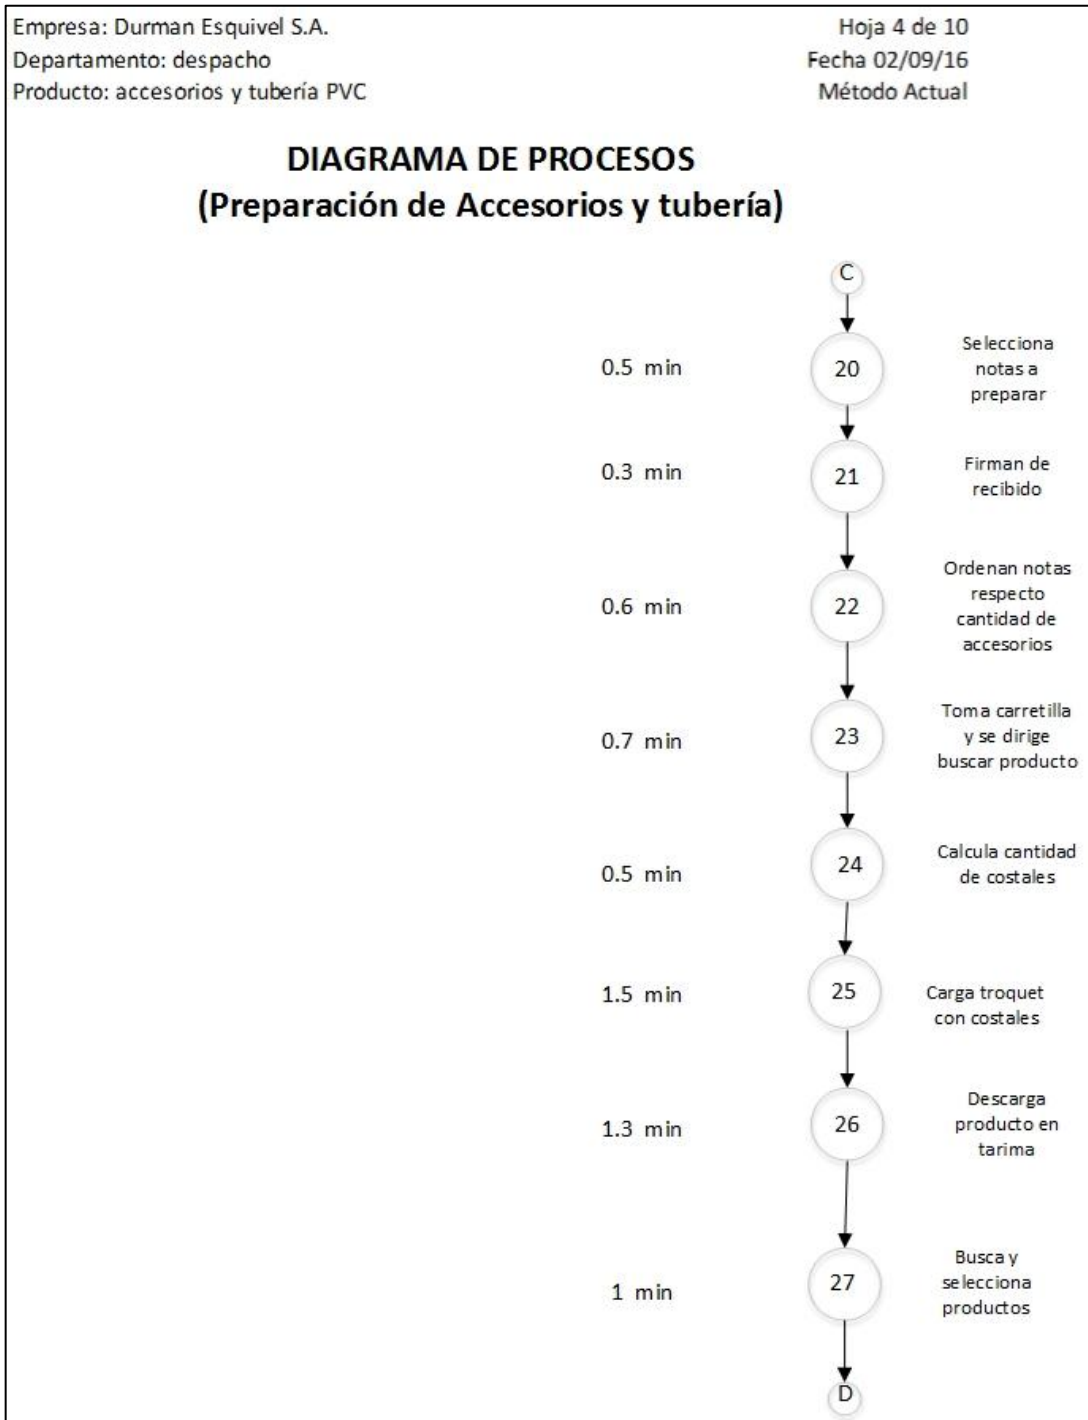 Empresa: Durman Esquivel S.A.
Hoja 4 de 10
Departamento: despacho
Fecha 02/09/16
Producto: accesorios y tubería PVC
Método Actual
DIAGRAMA DE PROCESOS
(Preparación de Accesorios y tubería)
C
0.5 min
20
Selecciona
notas a
preparar
0.3 min
21
Firman de
recibido
0.6 min
22
Ordenan notas
respecto
cantidad de
accesorios
0.7 min
23
Toma carretilla
y se dirige
buscar producto
0.5 min
24
Calcula cantidad
de costales
1.5 min
25
Carga troquet
con costales
1.3 min
26
Descarga
producto en
tarima
1 min
27
Busca y
selecciona
productos
D